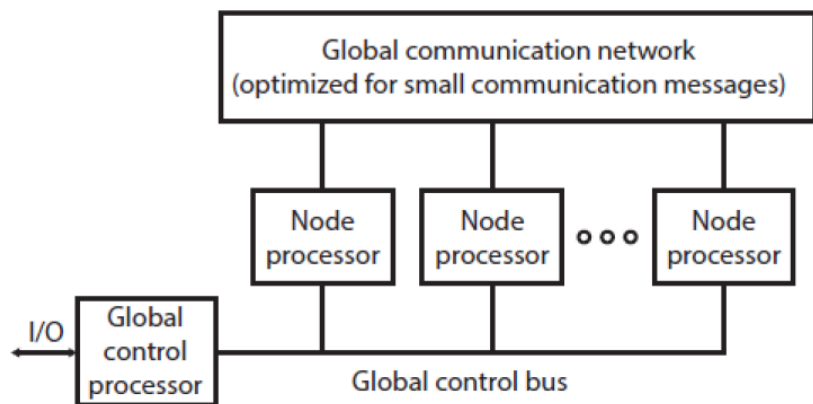 Global communication network
(optimized for small communication messages)
Node
processor
Node
processor
Node
processor
I/O
Global
control
processor
Global control bus